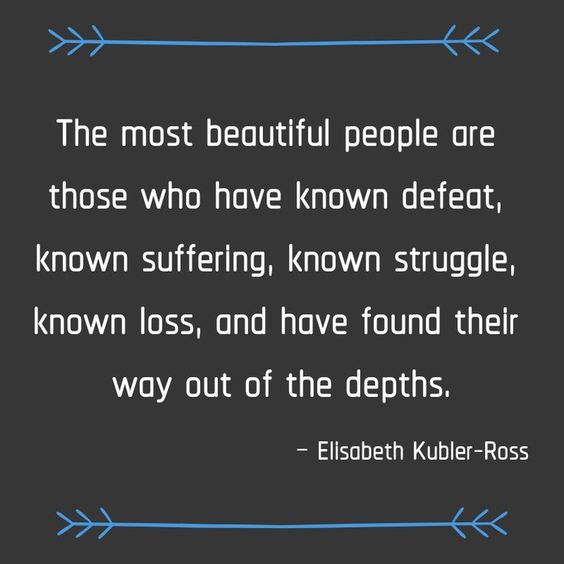 The most beautiful people are
those who have known defeat,
known suffering, known struggle,
known loss, and have found their
way out of the depths.
– Elisabeth Kubler-Ross